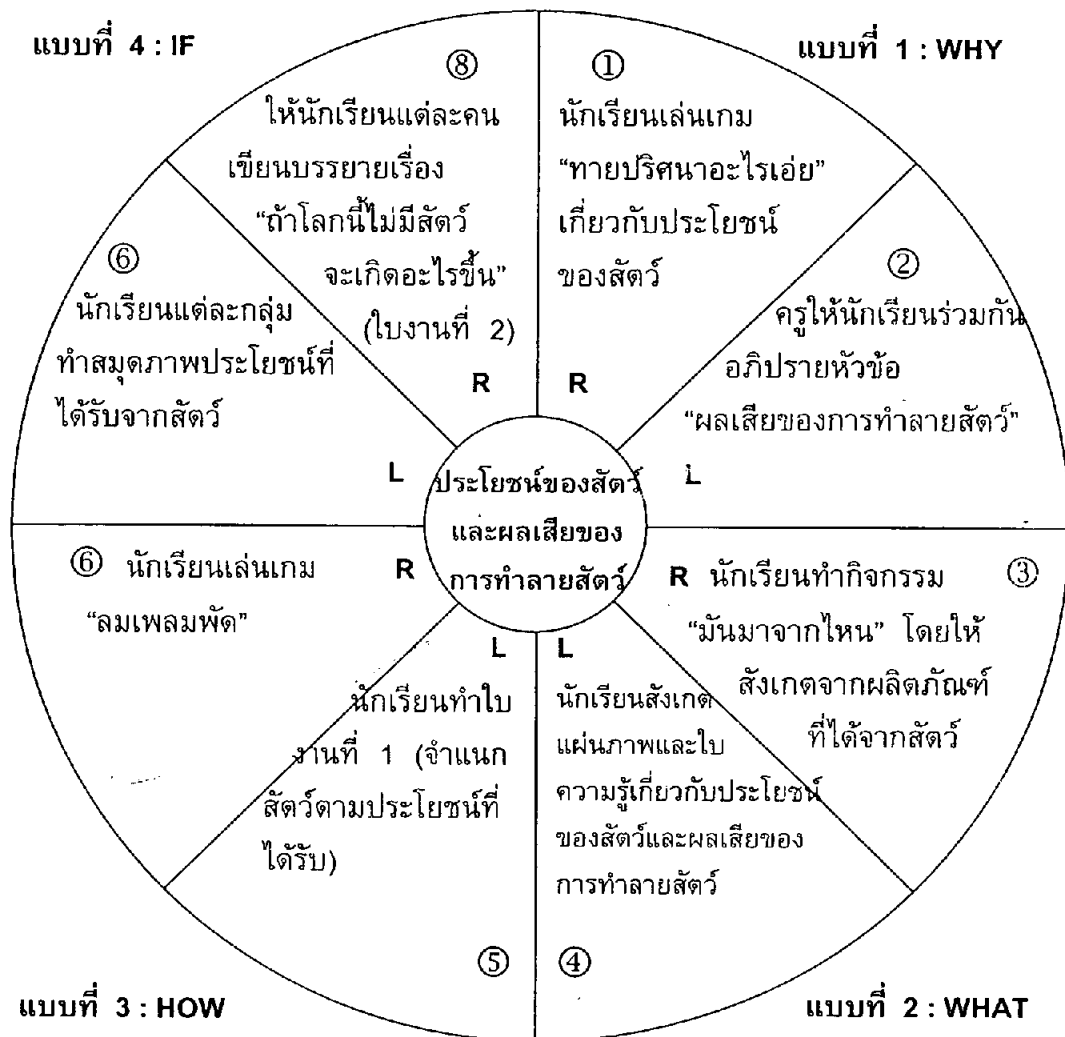 แบบที่ 4 : IF
แบบที่ 1 : WHY
⑧
ให้นักเรียนแต่ละคน
เขียนบรรยายเรื่อง
“ถ้าโลกนี้ไม่มีสัตว์
จะเกิดอะไรขึ้น”
(ใบงานที่ 2)
R
①
นักเรียนเล่นเกม
“ทายปริศนาอะไรเอ่ย”
เกี่ยวกับประโยชน์
ของสัตว์
R
②
ครูให้นักเรียนร่วมกัน
อภิปรายหัวข้อ
“ผลเสียของการทำลายสัตว์”
L
⑥
นักเรียนแต่ละกลุ่ม
ทำสมุดภาพประโยชน์ที่
ได้รับจากสัตว์
L
ประโยชน์ของสัตว์
และผลเสียของ
การทำลายสัตว์
⑥ นักเรียนเล่นเกม R
“ลมเพลมพัด”
R นักเรียนทำกิจกรรม ③
“มันมาจากไหน” โดยให้
สังเกตจากผลิตภัณฑ์
ที่ได้จากสัตว์
L
นักเรียนทำใบ
งานที่ 1 (จำแนก
สัตว์ตามประโยชน์ที่
ได้รับ)
⑤
L
นักเรียนสังเกต
แผ่นภาพและใบ
ความรู้เกี่ยวกับประโยชน์
ของสัตว์และผลเสียของ
การทำลายสัตว์
④
แบบที่ 3 : HOW
แบบที่ 2 : WHAT